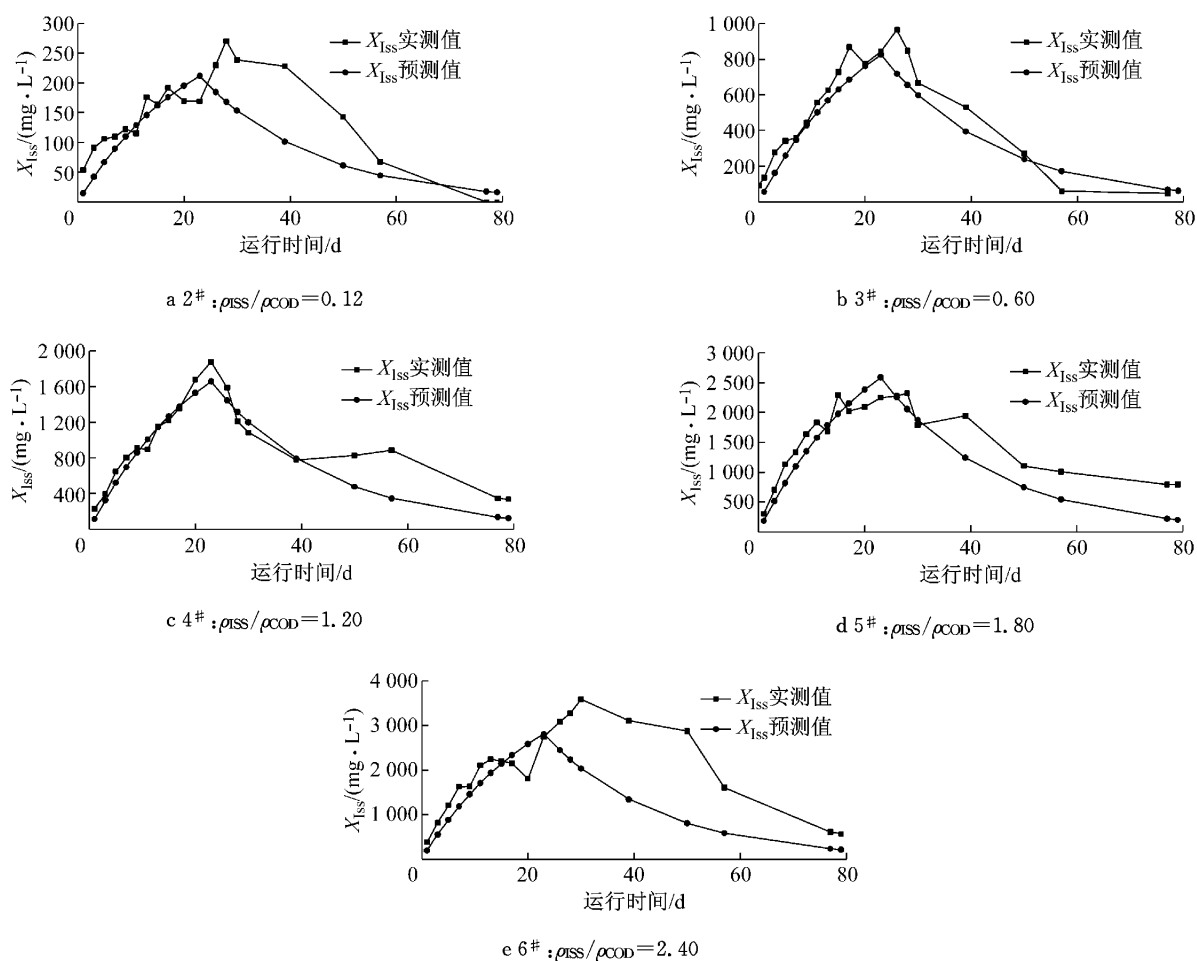 300
250
200
150
100
50
0
20
40
60
80
X_Iss/(mg·L⁻¹)
X_Iss实测值
X_Iss预测值
运行时间/d
a 2#:ρISS/ρCOD=0.12
1 000
800
600
400
200
0
20
40
60
80
X_Iss/(mg·L⁻¹)
X_Iss实测值
X_Iss预测值
运行时间/d
b 3#:ρISS/ρCOD=0.60
2 000
1 600
1 200
800
400
0
20
40
60
80
X_Iss/(mg·L⁻¹)
X_Iss实测值
X_Iss预测值
运行时间/d
c 4#:ρISS/ρCOD=1.20
3 000
2 500
2 000
1 500
1 000
500
0
20
40
60
80
X_Iss/(mg·L⁻¹)
X_Iss实测值
X_Iss预测值
运行时间/d
d 5#:ρISS/ρCOD=1.80
4 000
3 000
2 000
1 000
0
20
40
60
80
X_Iss/(mg·L⁻¹)
X_Iss实测值
X_Iss预测值
运行时间/d
e 6#:ρISS/ρCOD=2.40